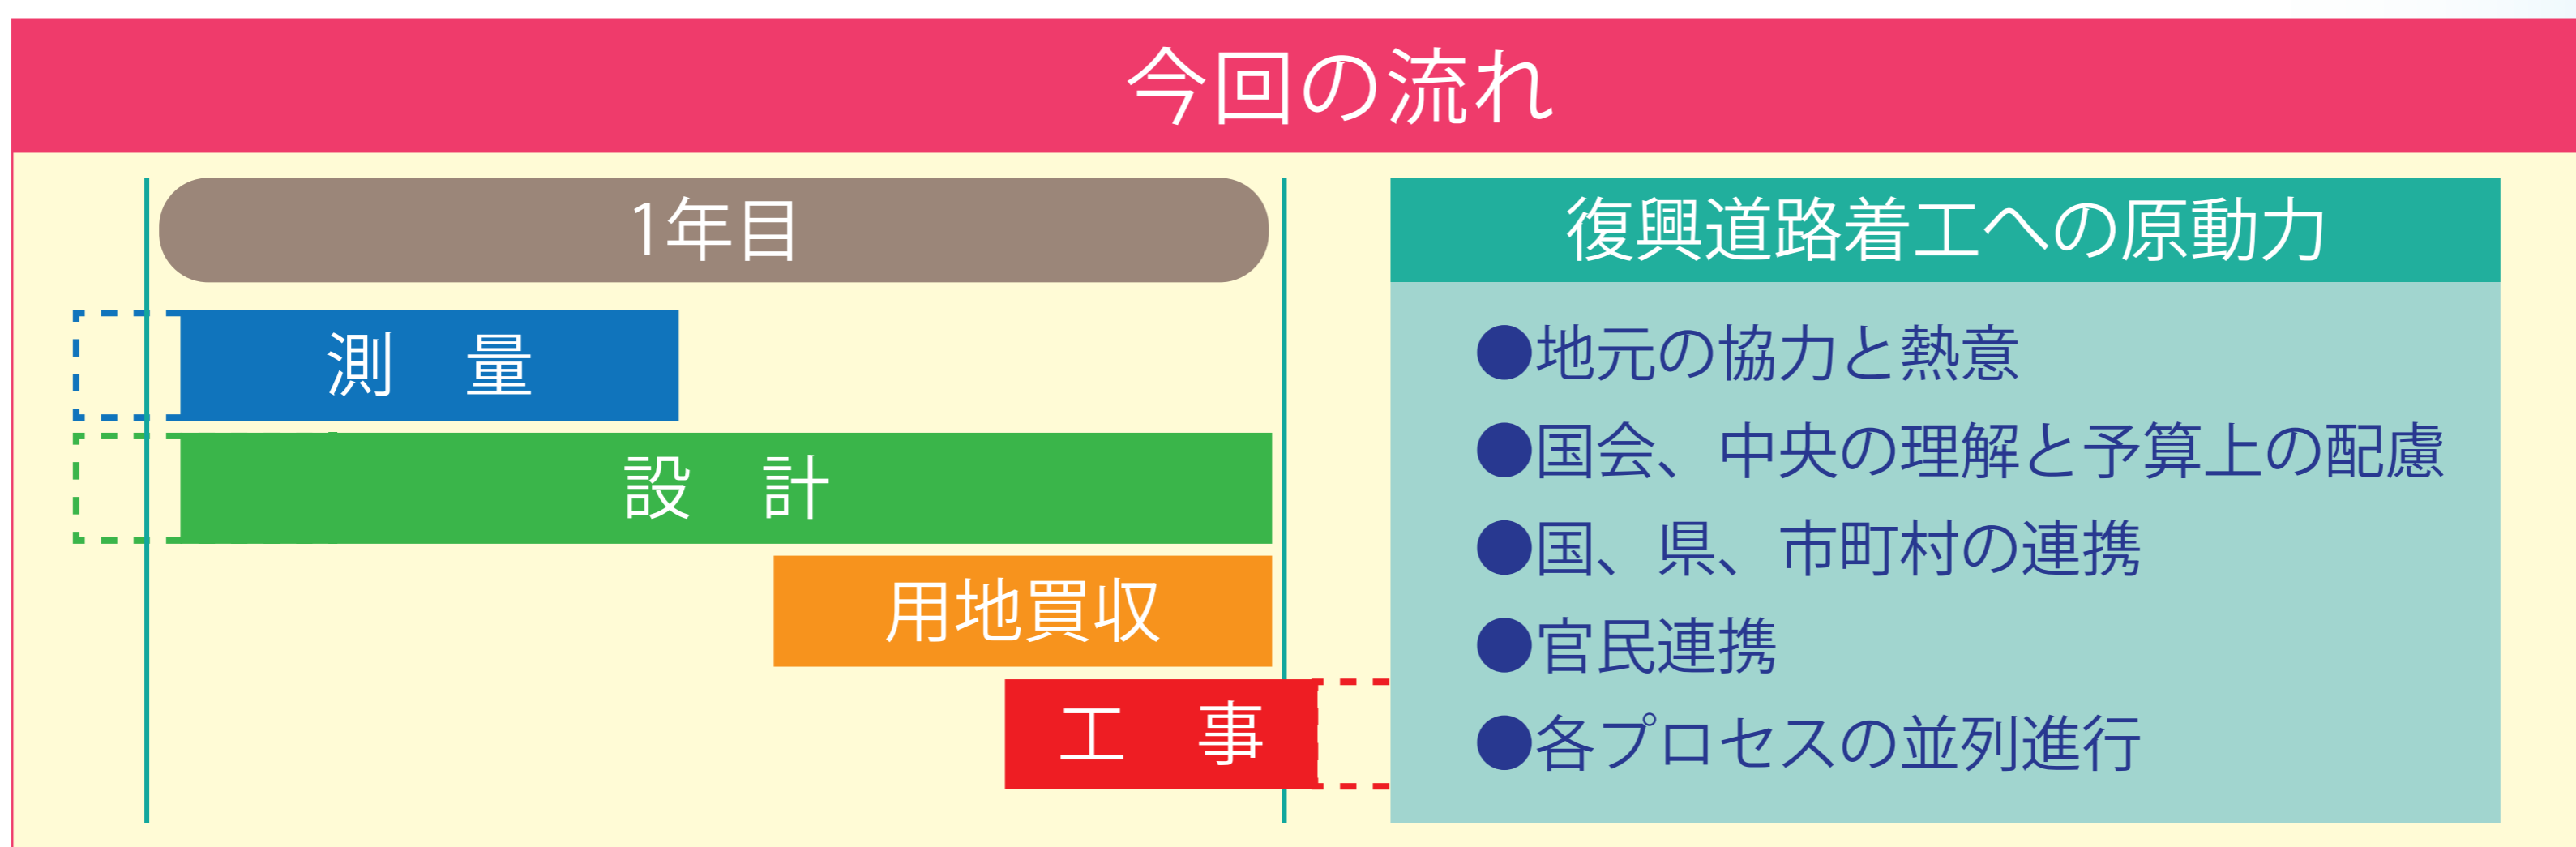 今回の流れ
1年目
測　量
設　計
用地買収
工　事
復興道路着工への原動力
●地元の協力と熱意
●国会、中央の理解と予算上の配慮
●国、県、市町村の連携
●官民連携
●各プロセスの並列進行